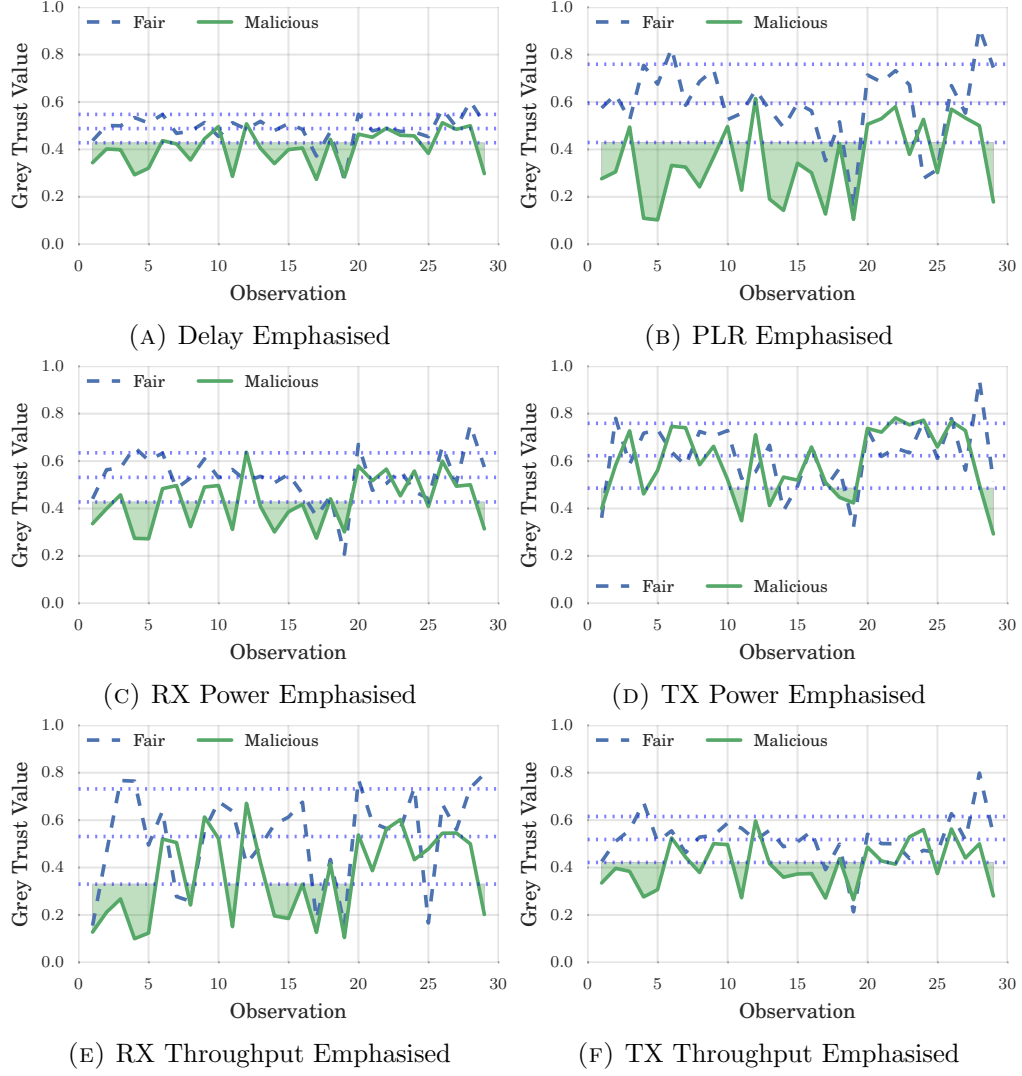 Fair Malicious
Grey Trust Value
1.0
0.8
0.6
0.4
0.2
0.0
0 5 10 15 20 25 30
Observation
(A) Delay Emphasised
Fair Malicious
Grey Trust Value
1.0
0.8
0.6
0.4
0.2
0.0
0 5 10 15 20 25 30
Observation
(B) PLR Emphasised
Fair Malicious
Grey Trust Value
1.0
0.8
0.6
0.4
0.2
0.0
0 5 10 15 20 25 30
Observation
(C) RX Power Emphasised
Grey Trust Value
1.0
0.8
0.6
0.4
0.2
0.0
Fair Malicious
0 5 10 15 20 25 30
Observation
(D) TX Power Emphasised
Fair Malicious
Grey Trust Value
1.0
0.8
0.6
0.4
0.2
0.0
0 5 10 15 20 25 30
Observation
(E) RX Throughput Emphasised
Fair Malicious
Grey Trust Value
1.0
0.8
0.6
0.4
0.2
0.0
0 5 10 15 20 25 30
Observation
(F) TX Throughput Emphasised